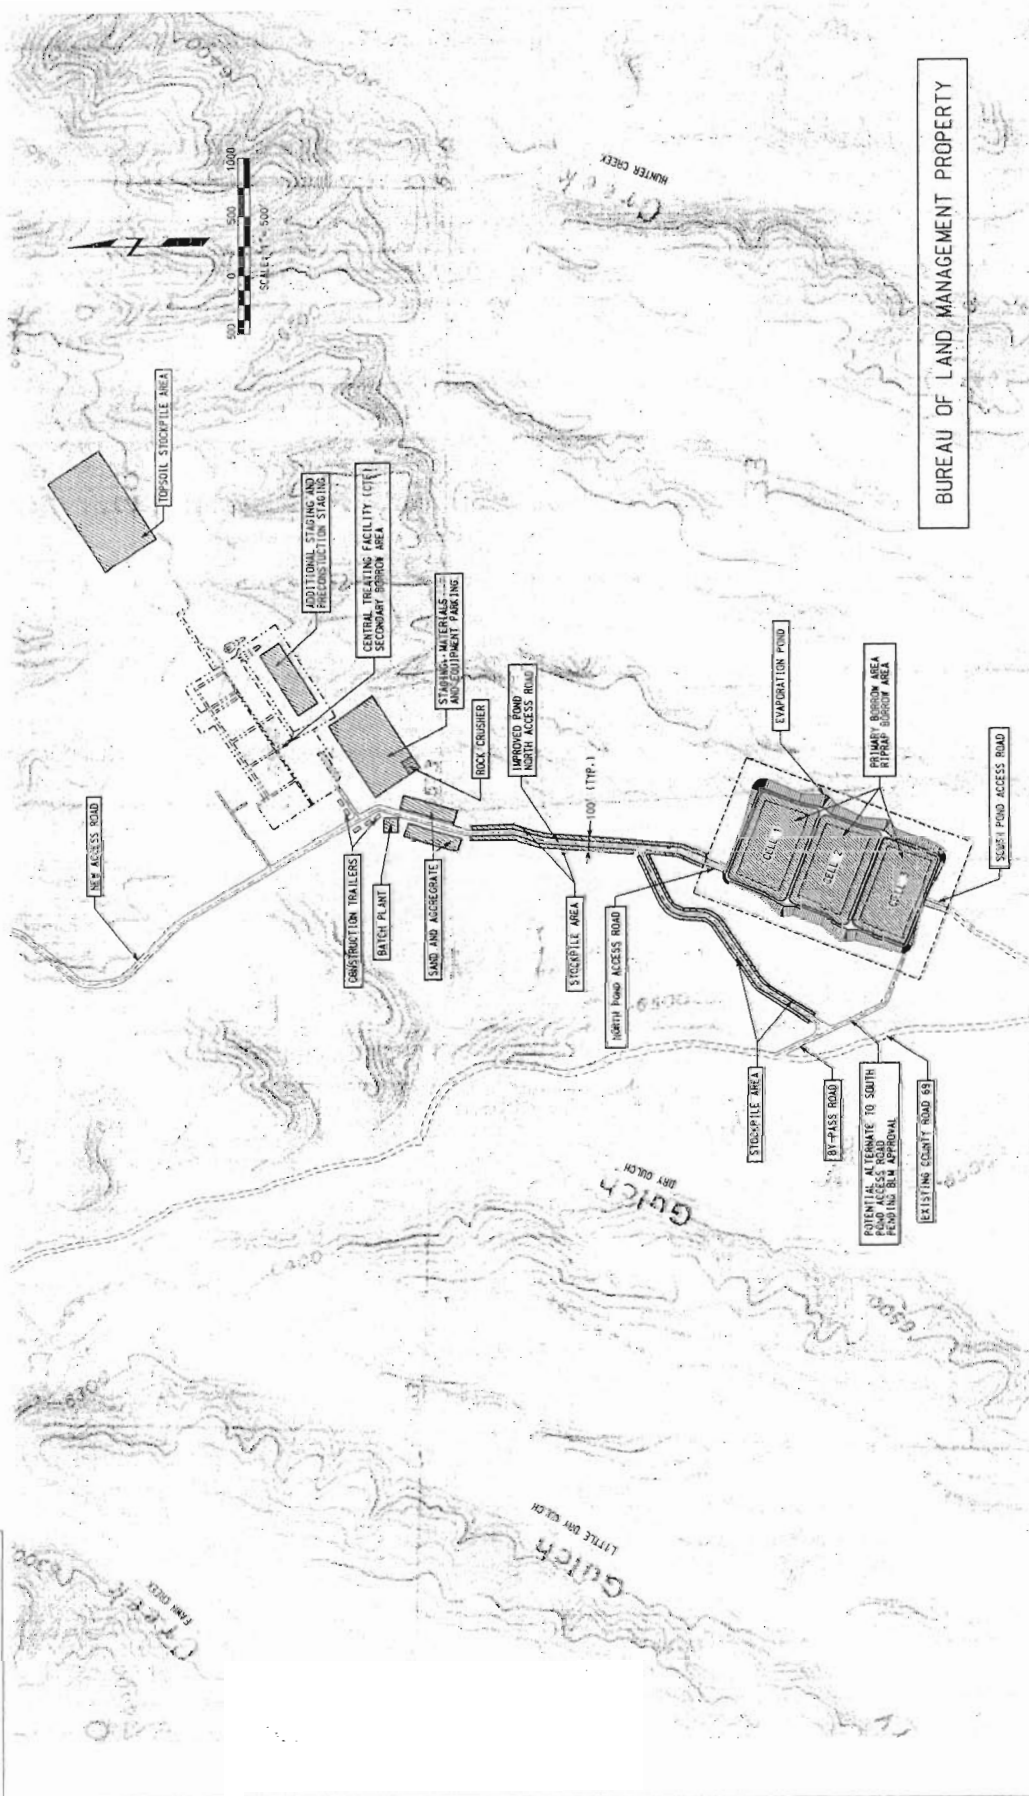 BUREAU OF LAND MANAGEMENT PROPERTY
500 0 500 1000
SCALE: 1" = 500'
N
Creek
HUNTER CREEK
TOPSOIL STOCKPILE AREA
ADDITIONAL STAGING AND
PRECONSTUCTION STAGING
CENTRAL TREATING FACILITY (CTF)
SECONDARY BORROW AREA
STAGING MATERIALS
AND EQUIPMENT PARKING
ROCK CRUSHER
IMPROVED POND
NORTH ACCESS ROAD
100' (TYP.)
EVAPORATION POND
PRIMARY BORROW AREA
RIPRAP BORROW AREA
SOUTH POND ACCESS ROAD
CELL 1
CELL 2
NEW ACCESS ROAD
CONSTRUCTION TRAILERS
BATCH PLANT
SAND AND AGGREGRATE
STOCKPILE AREA
NORTH POND ACCESS ROAD
STOCKPILE AREA
BY-PASS ROAD
POTENTIAL ALTERNATE TO SOUTH
POND ACCESS ROAD
PENDING BLM APPROVAL
EXISTING COUNTY ROAD 69
Gulch
DRY GULCH
6500
Gulch
LITTLE DRY GULCH
6300
6300
Creek
FAWN CREEK